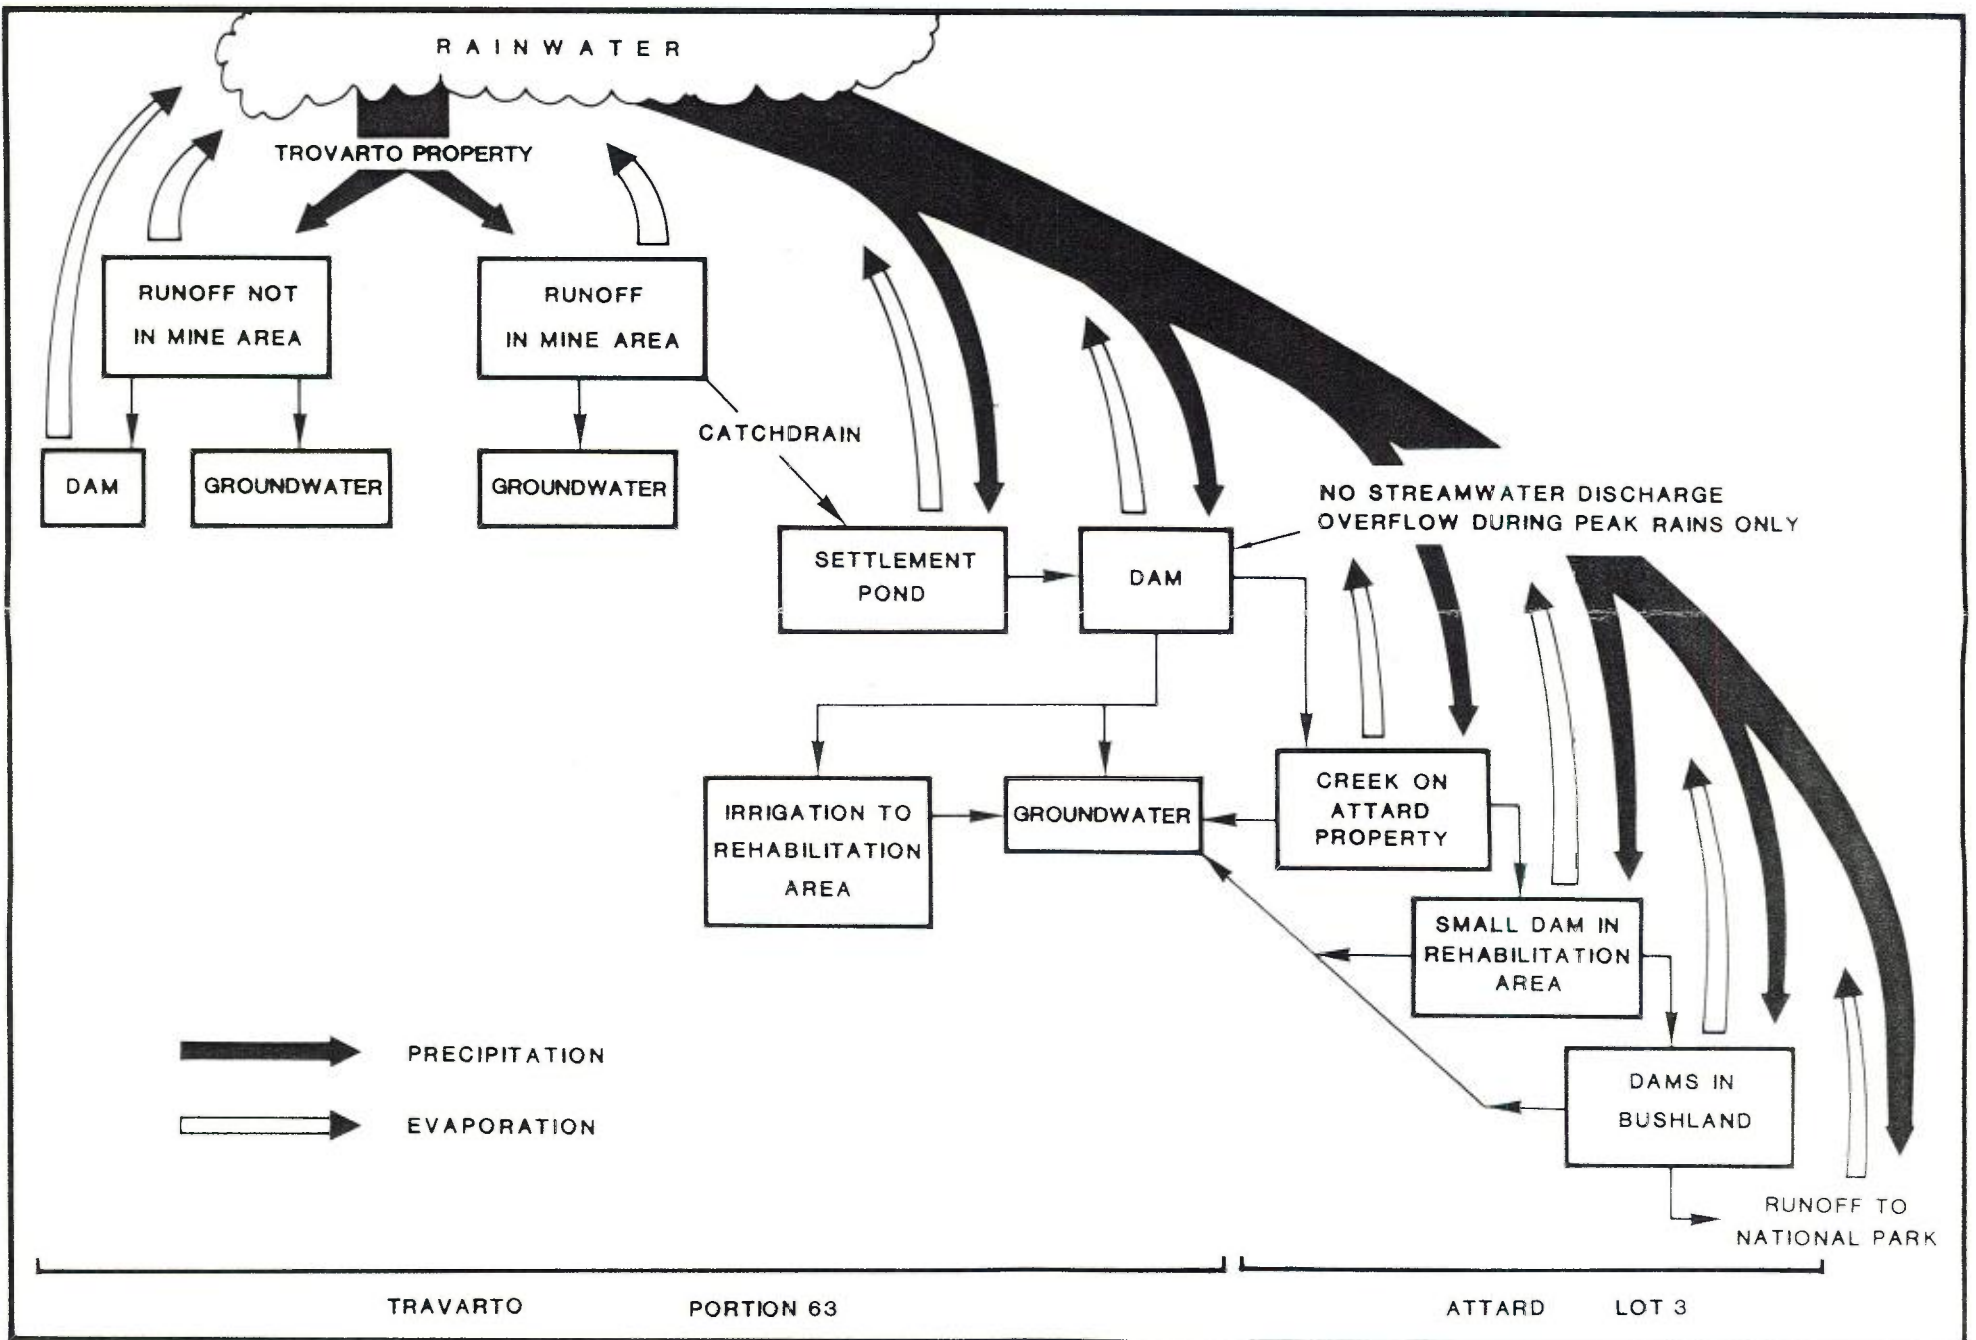 RAINWATER
TROVARTO PROPERTY
RUNOFF NOT
IN MINE AREA
RUNOFF
IN MINE AREA
CATCHDRAIN
DAM
GROUNDWATER
GROUNDWATER
NO STREAMWATER DISCHARGE
OVERFLOW DURING PEAK RAINS ONLY
SETTLEMENT
POND
DAM
IRRIGATION TO
REHABILITATION
AREA
GROUNDWATER
CREEK ON
ATTARD
PROPERTY
SMALL DAM IN
REHABILITATION
AREA
DAMS IN
BUSHLAND
RUNOFF TO
NATIONAL PARK
PRECIPITATION
EVAPORATION
TRAVARTO PORTION 63
ATTARD LOT 3